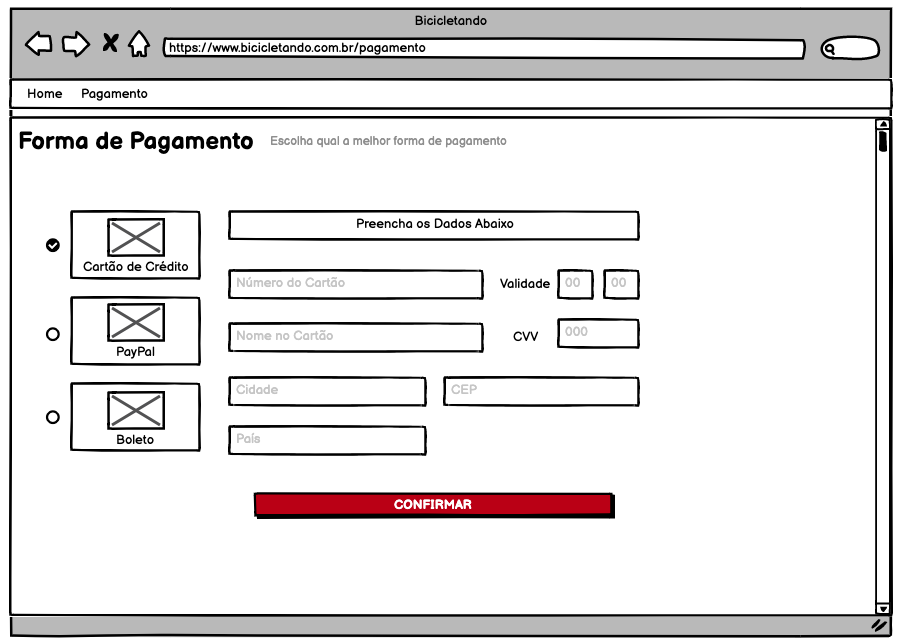 Bicicletando
https://www.bicicletando.com.br/pagamento
Home Pagamento
Forma de Pagamento Escolha qual a melhor forma de pagamento
Preencha os Dados Abaixo
Cartão de Crédito
Número do Cartão Validade 00 00
Nome no Cartão CVV 000
PayPal
Cidade CEP
Boleto
País
CONFIRMAR